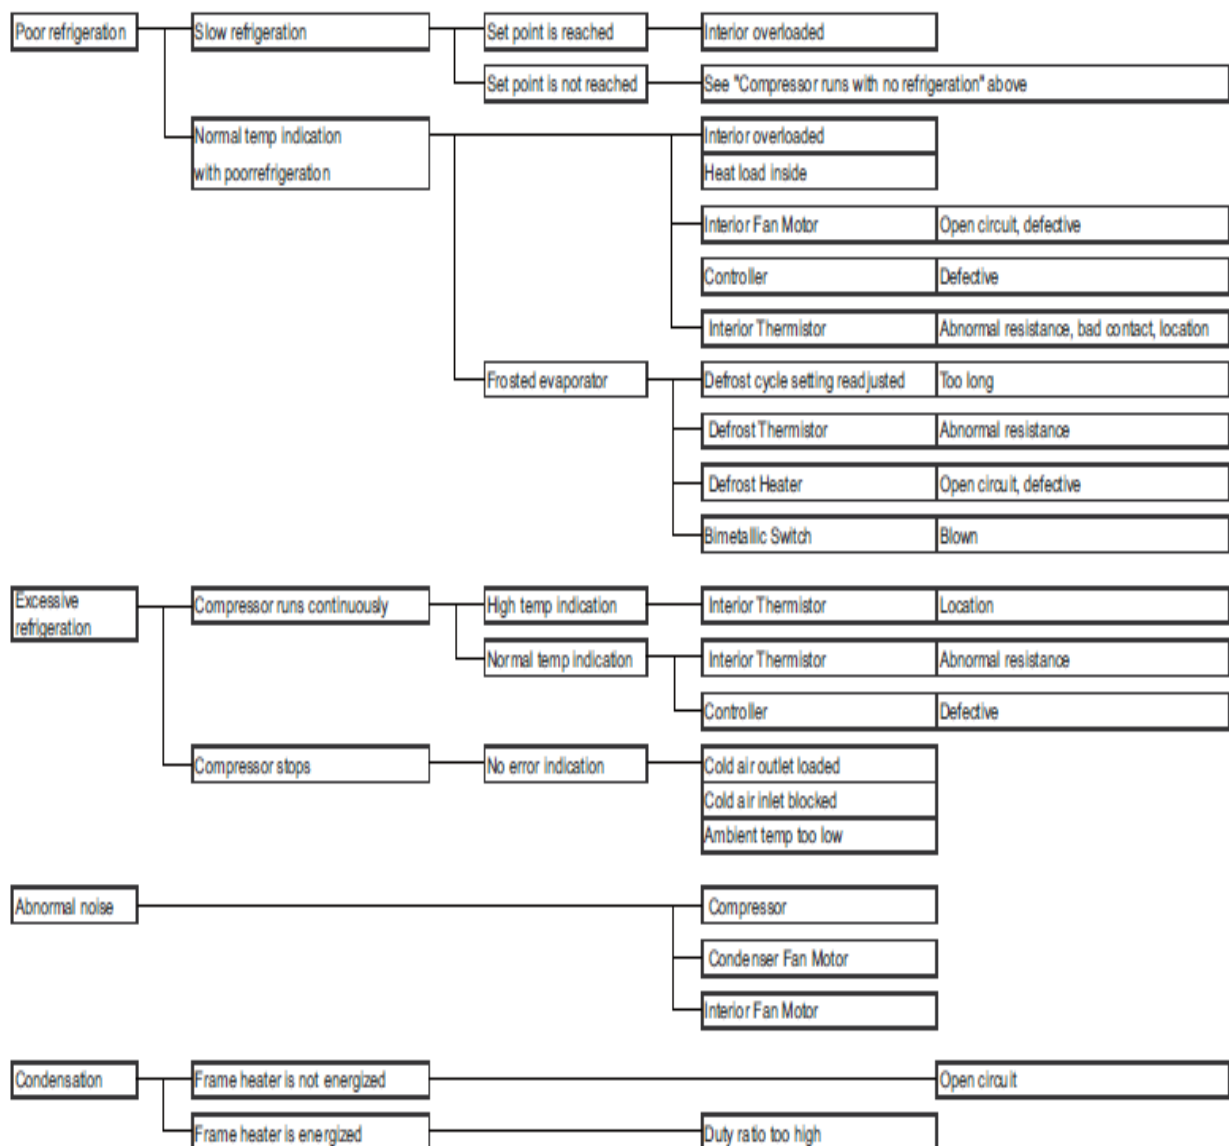 Poor refrigeration Slow refrigeration Set point is reached Interior overloaded
Set point is not reached See "Compressor runs with no refrigeration" above
Normal temp indication Interior overloaded
with poorrefrigeration Heat load inside
Interior Fan Motor Open circuit, defective
Controller Defective
Interior Thermistor Abnormal resistance, bad contact, location
Frosted evaporator Defrost cycle setting readjusted Too long
Defrost Thermistor Abnormal resistance
Defrost Heater Open circuit, defective
Bimetallic Switch Blown
Excessive
refrigeration
Compressor runs continuously High temp indication Interior Thermistor Location
Normal temp indication Interior Thermistor Abnormal resistance
Controller Defective
Compressor stops No error indication Cold air outlet loaded
Cold air inlet blocked
Ambient temp too low
Abnormal noise Compressor
Condenser Fan Motor
Interior Fan Motor
Condensation Frame heater is not energized Open circuit
Frame heater is energized Duty ratio too high